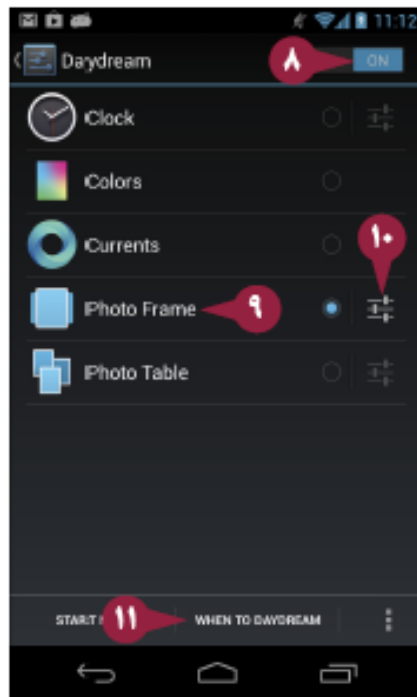 11:12
Daydream ٨ ON
Clock
Colors
Currents
١٠
Photo Frame ٩
Photo Table
START ١١ WHEN TO DAYDREAM